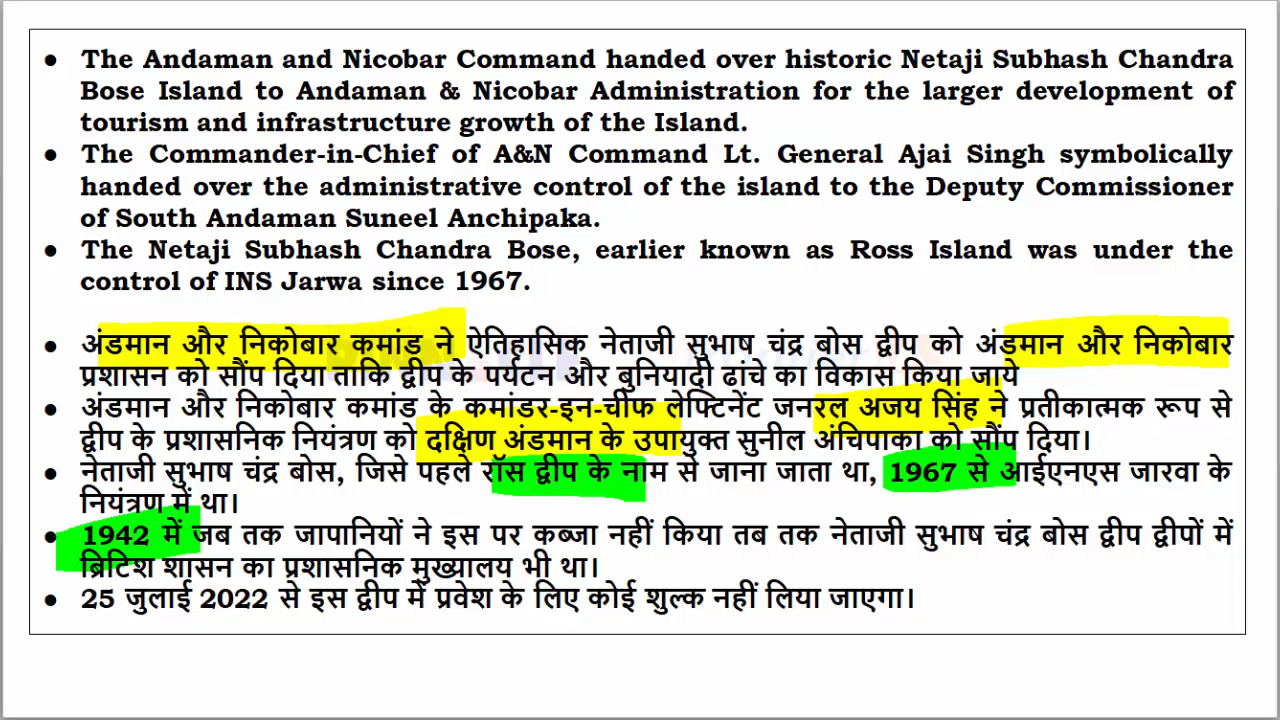 ● The Andaman and Nicobar Command handed over historic Netaji Subhash Chandra
Bose Island to Andaman & Nicobar Administration for the larger development of
tourism and infrastructure growth of the Island.
● The Commander-in-Chief of A&N Command Lt. General Ajai Singh symbolically
handed over the administrative control of the island to the Deputy Commissioner
of South Andaman Suneel Anchipaka.
● The Netaji Subhash Chandra Bose, earlier known as Ross Island was under the
control of INS Jarwa since 1967.
● अंडमान और निकोबार कमांड ने ऐतिहासिक नेताजी सुभाष चंद्र बोस द्वीप को अंडमान और निकोबार
प्रशासन को सौंप दिया ताकि द्वीप के पर्यटन और बुनियादी ढांचे का विकास किया जाये
● अंडमान और निकोबार कमांड के कमांडर-इन-चीफ लेफ्टिनेंट जनरल अजय सिंह ने प्रतीकात्मक रूप से
द्वीप के प्रशासनिक नियंत्रण को दक्षिण अंडमान के उपायुक्त सुनील अंचिपाका को सौंप दिया।
● नेताजी सुभाष चंद्र बोस, जिसे पहले रॉस द्वीप के नाम से जाना जाता था, 1967 से आईएनएस जारवा के
नियंत्रण में था।
● 1942 में जब तक जापानियों ने इस पर कब्जा नहीं किया तब तक नेताजी सुभाष चंद्र बोस द्वीप द्वीपों में
ब्रिटिश शासन का प्रशासनिक मुख्यालय भी था।
● 25 जुलाई 2022 से इस द्वीप में प्रवेश के लिए कोई शुल्क नहीं लिया जाएगा।